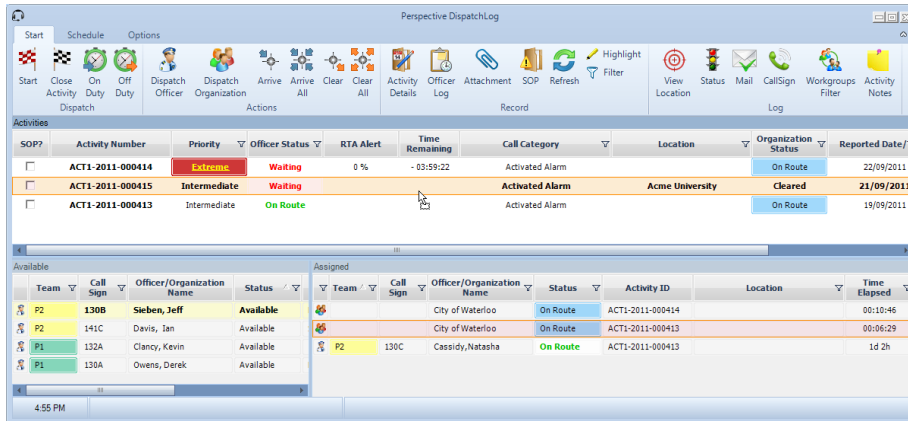 Perspective DispatchLog
Start Schedule Options
Highlight
Filter
Start Close Activity On Duty Off Duty Dispatch Officer Dispatch Organization Arrive Arrive All Clear Clear All Activity Details Officer Log Attachment SOP Refresh View Location Status Mail CallSign Workgroups Filter Activity Notes
Dispatch Actions Record Log
Activities
SOP? Activity Number Priority Officer Status RTA Alert Time Remaining Call Category Location Organization Status Reported Date/
ACT1-2011-000414 Extreme Waiting 0 % - 03:59:22 Activated Alarm On Route 22/09/2011
ACT1-2011-000415 Intermediate Waiting Activated Alarm Acme University Cleared 21/09/2011
ACT1-2011-000413 Intermediate On Route Activated Alarm On Route 19/09/2011
Available Assigned
Team Call Sign Officer/Organization Name Status Team Call Sign Officer/Organization Name Status Activity ID Location Time Elapsed
P2 130B Sieben, Jeff Available City of Waterloo On Route ACT1-2011-000414 00:10:46
P2 141C Davis, Ian Available City of Waterloo On Route ACT1-2011-000413 00:06:29
P1 132A Clancy, Kevin Available P2 130C Cassidy,Natasha On Route ACT1-2011-000413 1d 2h
P1 130A Owens, Derek Available
4:55 PM